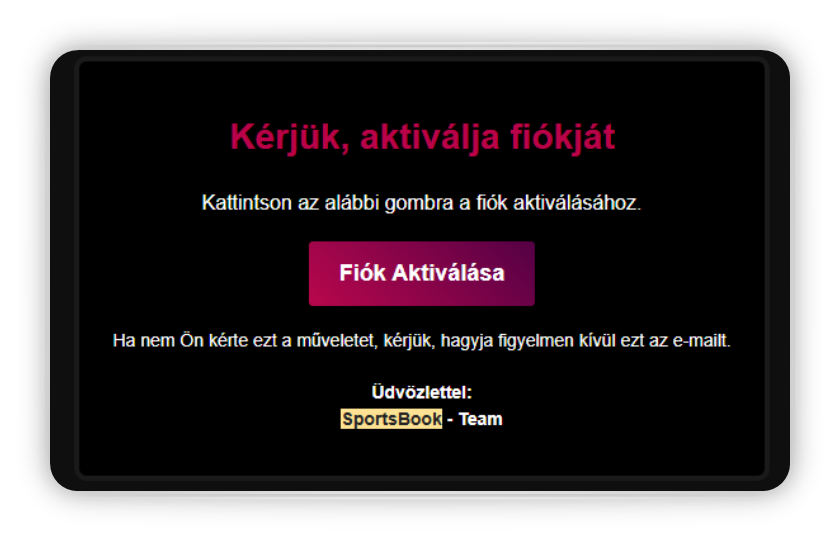 Kérjük, aktiválja fiókját
Kattintson az alábbi gombra a fiók aktiválásához.
Fiók Aktiválása
Ha nem Ön kérte ezt a műveletet, kérjük, hagyja figyelmen kívül ezt az e-mailt.
Üdvözlettel:
SportsBook - Team